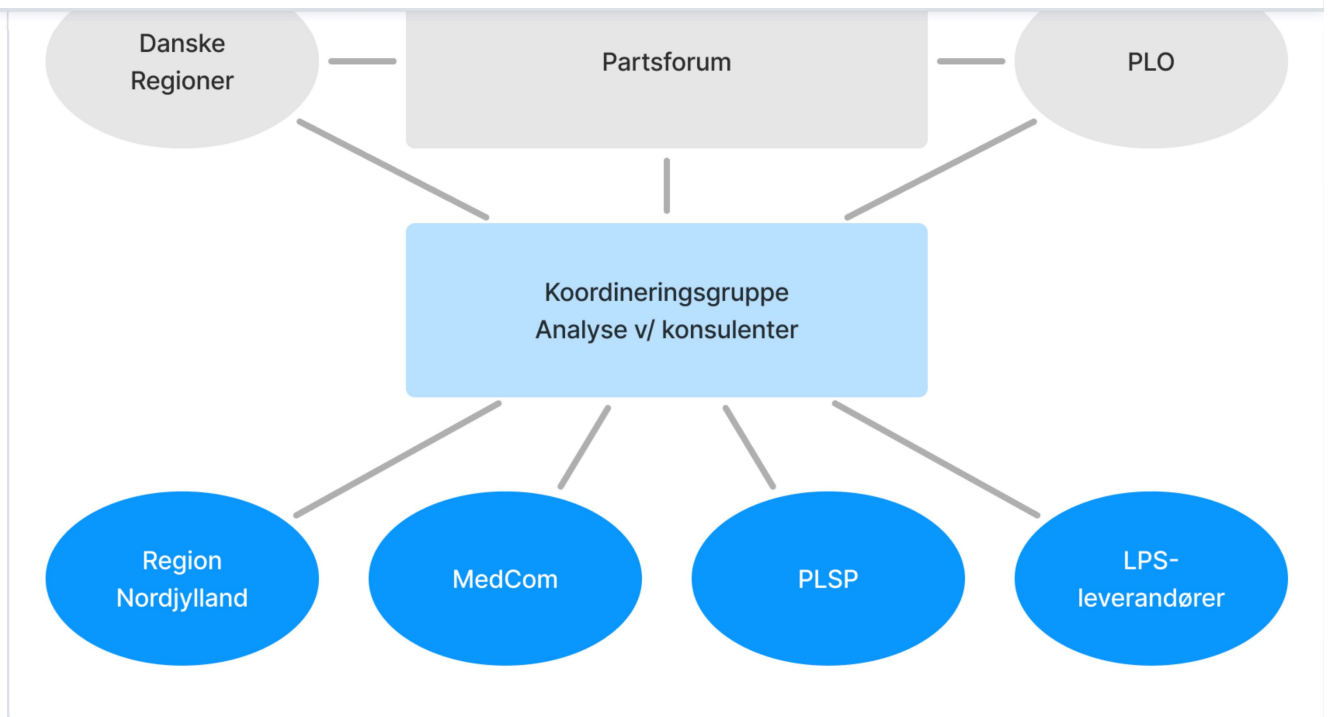 Danske
Regioner
Partsforum
PLO
Koordineringsgruppe
Analyse v/ konsulenter
Region
Nordjylland
MedCom
PLSP
LPS-
leverandører